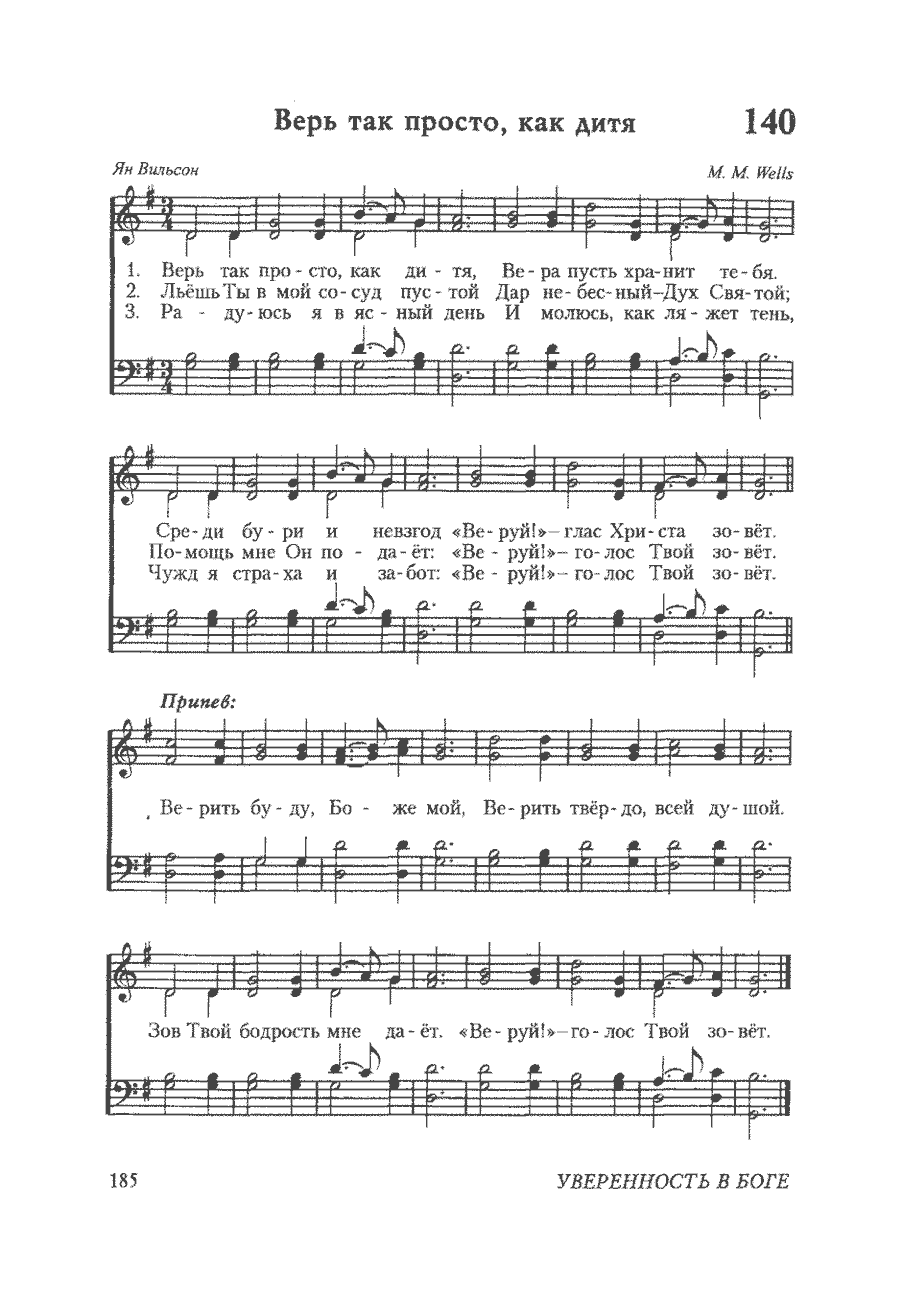 Верь так просто, как дитя 140
Ян Вильсон M. M. Wells
1. Верь так про - сто, как ди - тя, Ве - ра пусть хра-нит те - бя.
2. Льёшь Ты в мой со - суд пус - той Дар не - бес - ный–Дух Свя-той;
3. Ра - ду - юсь я в яс - ный день И молюсь, как ля - жет тень,
Сре - ди бу - ри и невзгод «Ве - руй!»– глас Хри - ста зо - вёт.
По-мощь мне Он по - да - ёт: «Ве - руй!»– го - лос Твой зо - вёт.
Чужд я стра - ха и за - бот: «Ве - руй!»– го - лос Твой зо - вёт.
Припев:
Ве - рить бу - ду, Бо - же мой, Ве - рить твёр - до, всей ду - шой.
Зов Твой бодрость мне да - ёт. «Ве - руй!»–го - лос Твой зо - вёт.
185 УВЕРЕННОСТЬ В БОГЕ